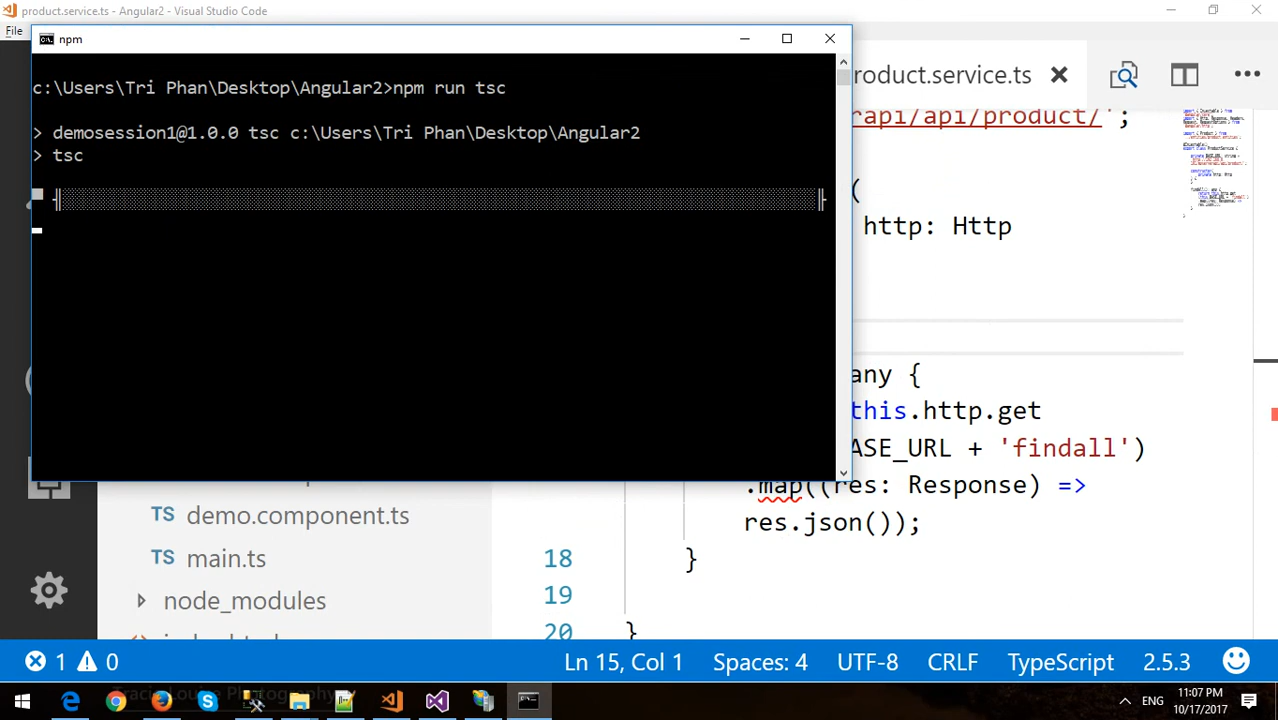 product.service.ts - Angular2 - Visual Studio Code
File
npm
c:\Users\Tri Phan\Desktop\Angular2>npm run tsc
> demosession1@1.0.0 tsc c:\Users\Tri Phan\Desktop\Angular2
> tsc
roduct.service.ts
rapi/api/product/';
(
http: Http
any {
this.http.get
ASE_URL + 'findall')
.map((res: Response) =>
res.json());
18 }
19
20 }
TS demo.component.ts
TS main.ts
node_modules
1 0
Ln 15, Col 1
Spaces: 4
UTF-8
CRLF
TypeScript
2.5.3
ENG
11:07 PM
10/17/2017